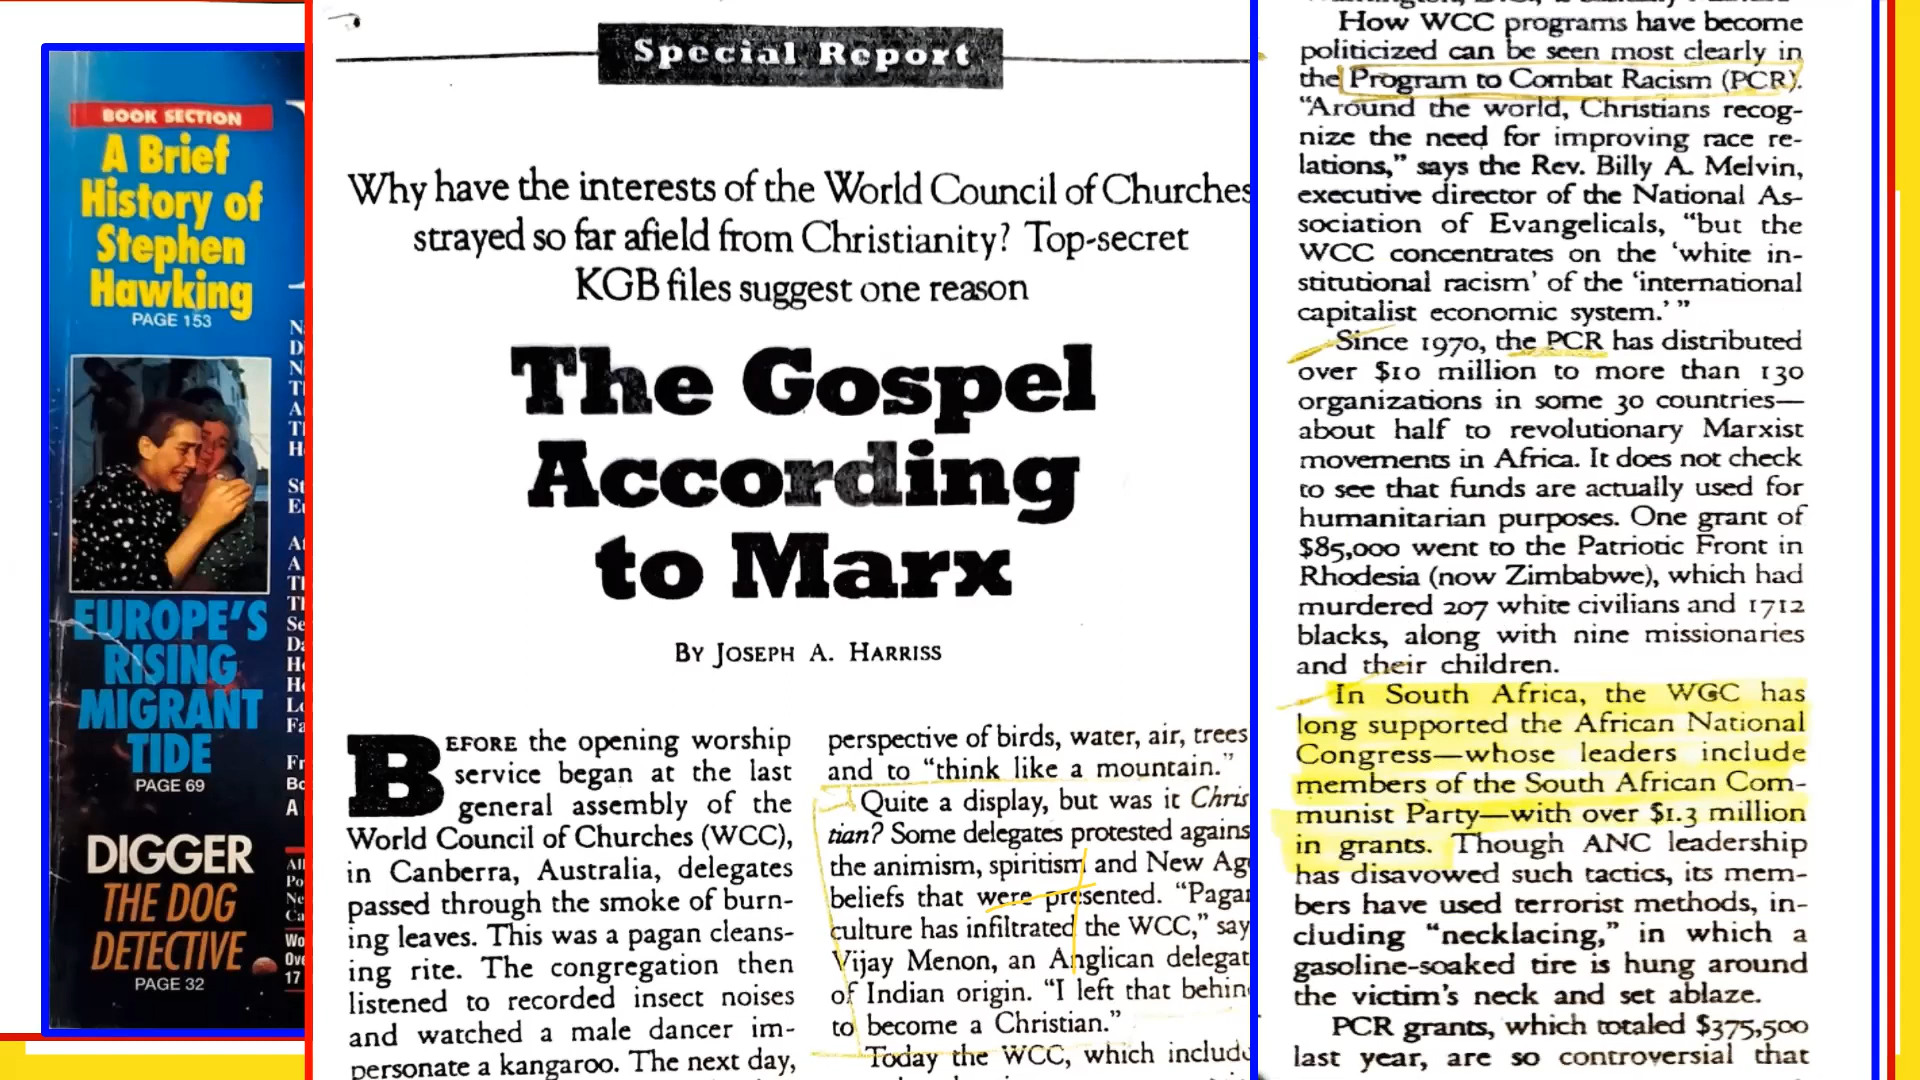 BOOK SECTION
A Brief
History of
Stephen
Hawking
PAGE 153
EUROPE'S
RISING
MIGRANT
TIDE
PAGE 69
DIGGER
THE DOG
DETECTIVE
PAGE 32
Special Report
Why have the interests of the World Council of Churches
strayed so far afield from Christianity? Top-secret
KGB files suggest one reason
The Gospel
According
to Marx
BY JOSEPH A. HARRISS
BEFORE the opening worship
service began at the last
general assembly of the
World Council of Churches (WCC),
in Canberra, Australia, delegates
passed through the smoke of burn-
ing leaves. This was a pagan cleans-
ing rite. The congregation then
listened to recorded insect noises
and watched a male dancer im-
personate a kangaroo. The next day,
perspective of birds, water, air, trees
and to “think like a mountain.”
Quite a display, but was it Chris
tian? Some delegates protested agains
the animism, spiritism and New Ag
beliefs that were presented. “Pagan
culture has infiltrated the WCC,” say
Vijay Menon, an Anglican delegat
of Indian origin. “I left that behin
to become a Christian.”
Today the WCC, which include
How WCC programs have become
politicized can be seen most clearly in
the Program to Combat Racism (PCR).
“Around the world, Christians recog-
nize the need for improving race re-
lations,” says the Rev. Billy A. Melvin,
executive director of the National As-
sociation of Evangelicals, “but the
WCC concentrates on the ‘white in-
stitutional racism’ of the ‘international
capitalist economic system.’ ”
Since 1970, the PCR has distributed
over $10 million to more than 130
organizations in some 30 countries—
about half to revolutionary Marxist
movements in Africa. It does not check
to see that funds are actually used for
humanitarian purposes. One grant of
$85,000 went to the Patriotic Front in
Rhodesia (now Zimbabwe), which had
murdered 207 white civilians and 1712
blacks, along with nine missionaries
and their children.
In South Africa, the WCC has
long supported the African National
Congress—whose leaders include
members of the South African Com-
munist Party—with over $1.3 million
in grants. Though ANC leadership
has disavowed such tactics, its mem-
bers have used terrorist methods, in-
cluding “necklacing,” in which a
gasoline-soaked tire is hung around
the victim's neck and set ablaze.
PCR grants, which totaled $375,500
last year, are so controversial that